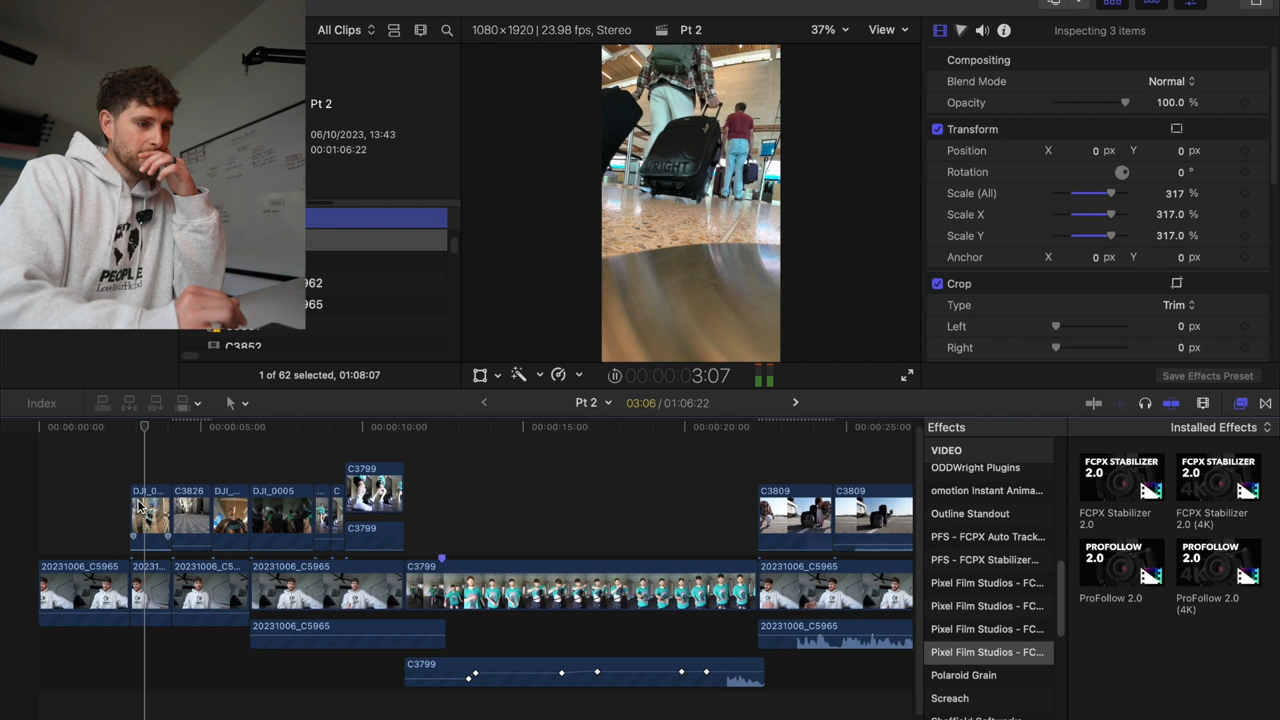 All Clips
1080×1920 | 23.98 fps, Stereo
Pt 2
37%
View
Inspecting 3 items
Pt 2
06/10/2023, 13:43
00:01:06:22
962
965
C3852
1 of 62 selected, 01:08:07
PEOPLE
WRIGHT
00:00:00:03:07
Compositing
Blend Mode
Normal
Opacity
100.0 %
Transform
Position
X
0 px
Y
0 px
Rotation
0 °
Scale (All)
317 %
Scale X
317.0 %
Scale Y
317.0 %
Anchor
X
0 px
Y
0 px
Crop
Type
Trim
Left
0 px
Right
0 px
Save Effects Preset
Index
Pt 2
03:06 / 01:06:22
00:00:00:00
00:00:05:00
00:00:10:00
00:00:15:00
00:00:20:00
00:00:25:00
C3799
DJI_0...
C3826
DJI_...
DJI_0005
...
C
C3809
C3809
C3799
20231006_C5965
20231...
20231006_C5...
20231006_C5965
C3799
20231006_C5965
20231006_C5965
20231006_C5965
C3799
Effects
Installed Effects
VIDEO
ODDWright Plugins
omotion Instant Anima...
Outline Standout
PFS - FCPX Auto Track...
PFS – FCPX Stabilizer...
Pixel Film Studios - FC...
Pixel Film Studios - FC...
Pixel Film Studios - FC...
Pixel Film Studios - FC...
Polaroid Grain
Screach
FCPX STABILIZER
2.0
FCPX STABILIZER
2.0
FCPX Stabilizer
2.0
FCPX Stabilizer
2.0 (4K)
PROFOLLOW
2.0
PROFOLLOW
2.0
ProFollow 2.0
ProFollow 2.0
(4K)